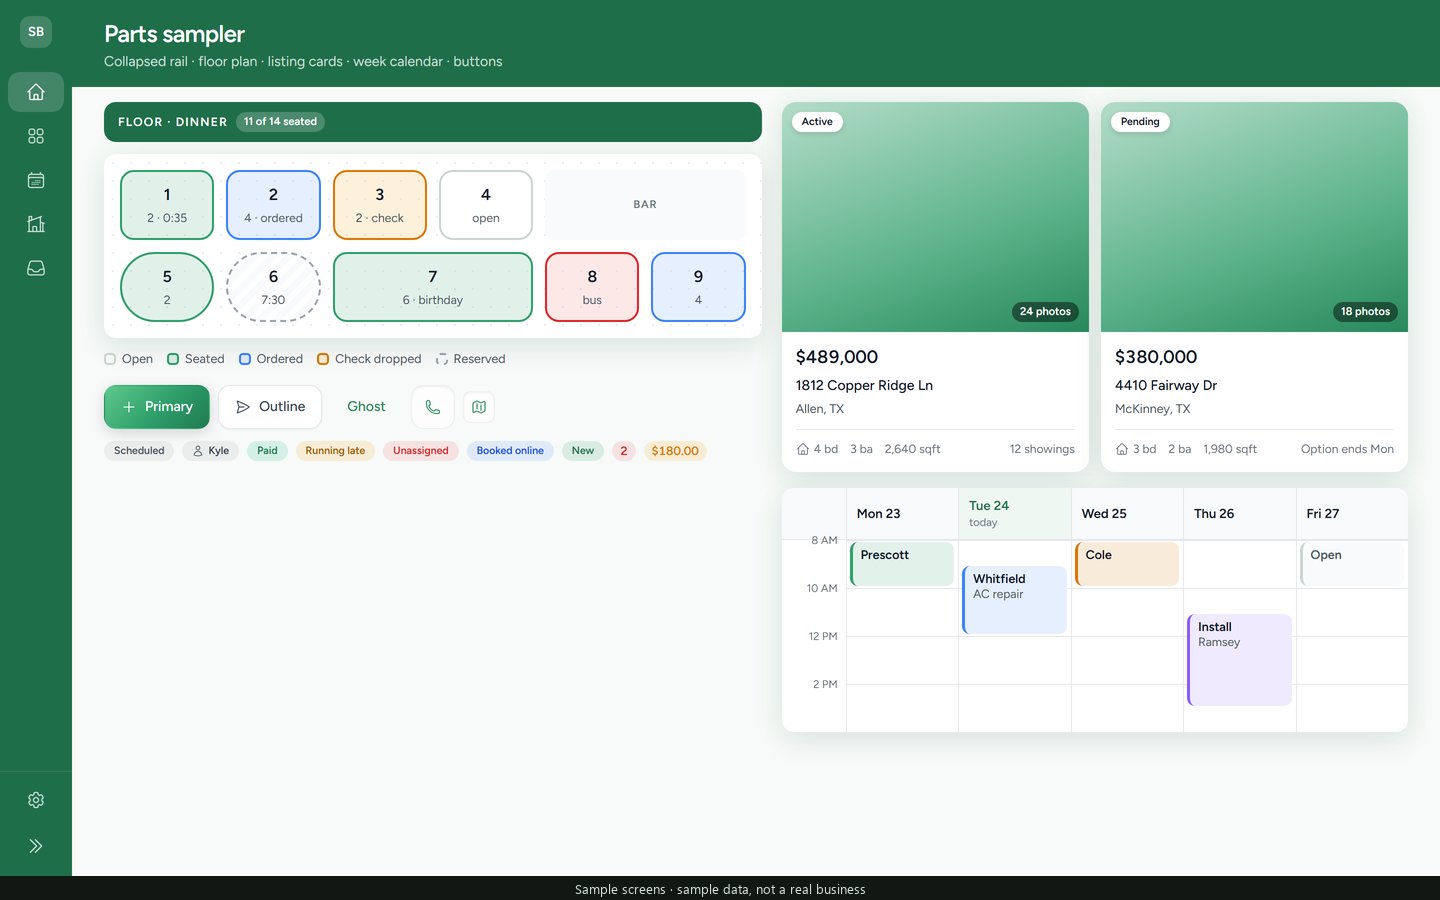 SB
Parts sampler
Collapsed rail · floor plan · listing cards · week calendar · buttons
FLOOR · DINNER 11 of 14 seated
1
2 · 0:35
2
4 · ordered
3
2 · check
4
open
BAR
5
2
6
7:30
7
6 · birthday
8
bus
9
4
Open Seated Ordered Check dropped Reserved
Primary Outline Ghost
Scheduled Kyle Paid Running late Unassigned Booked online New 2 $180.00
Active
24 photos
$489,000
1812 Copper Ridge Ln
Allen, TX
4 bd 3 ba 2,640 sqft 12 showings
Pending
18 photos
$380,000
4410 Fairway Dr
McKinney, TX
3 bd 2 ba 1,980 sqft Option ends Mon
Mon 23
Tue 24
today
Wed 25
Thu 26
Fri 27
8 AM
10 AM
12 PM
2 PM
Prescott
Whitfield
AC repair
Cole
Install
Ramsey
Open
Sample screens · sample data, not a real business